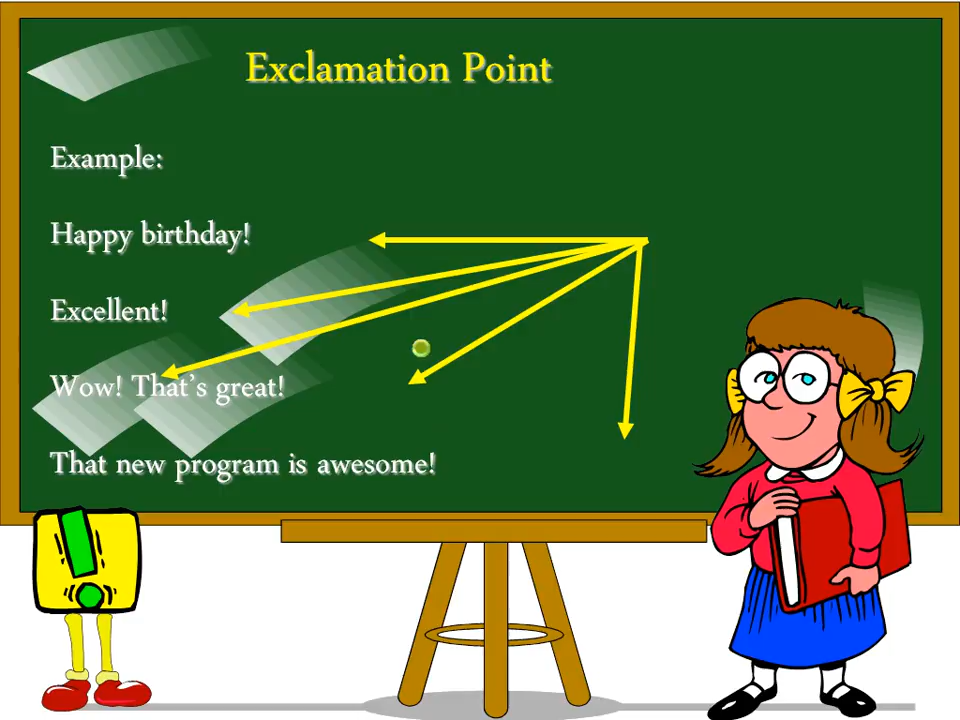 Exclamation Point
Example:
Happy birthday!
Excellent!
Wow! That’s great!
That new program is awesome!